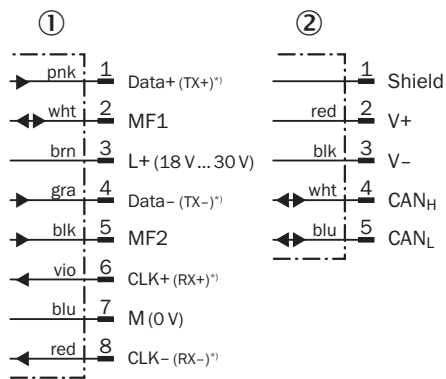 ①
pnk 1 Data+ (TX+)*)
wht 2 MF1
brn 3 L+ (18 V ... 30 V)
gra 4 Data– (TX–)*)
blk 5 MF2
vio 6 CLK+ (RX+)*)
blu 7 M (0 V)
red 8 CLK– (RX–)*)
②
1 Shield
red 2 V+
blk 3 V–
wht 4 CANH
blu 5 CANL